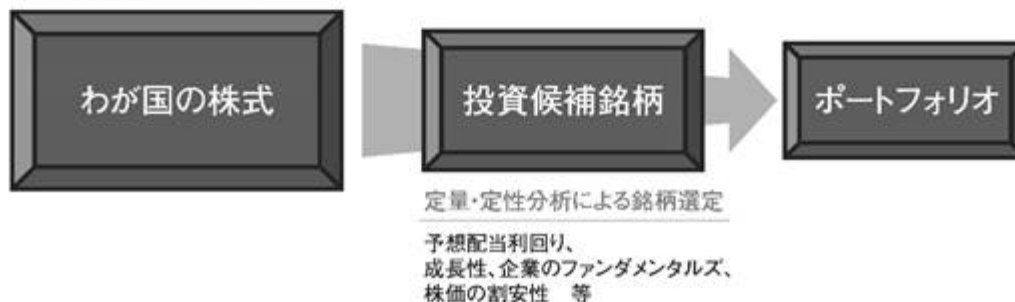 わが国の株式
投資候補銘柄
ポートフォリオ
定量・定性分析による銘柄選定
予想配当利回り、
成長性、企業のファンダメンタルズ、
株価の割安性　等